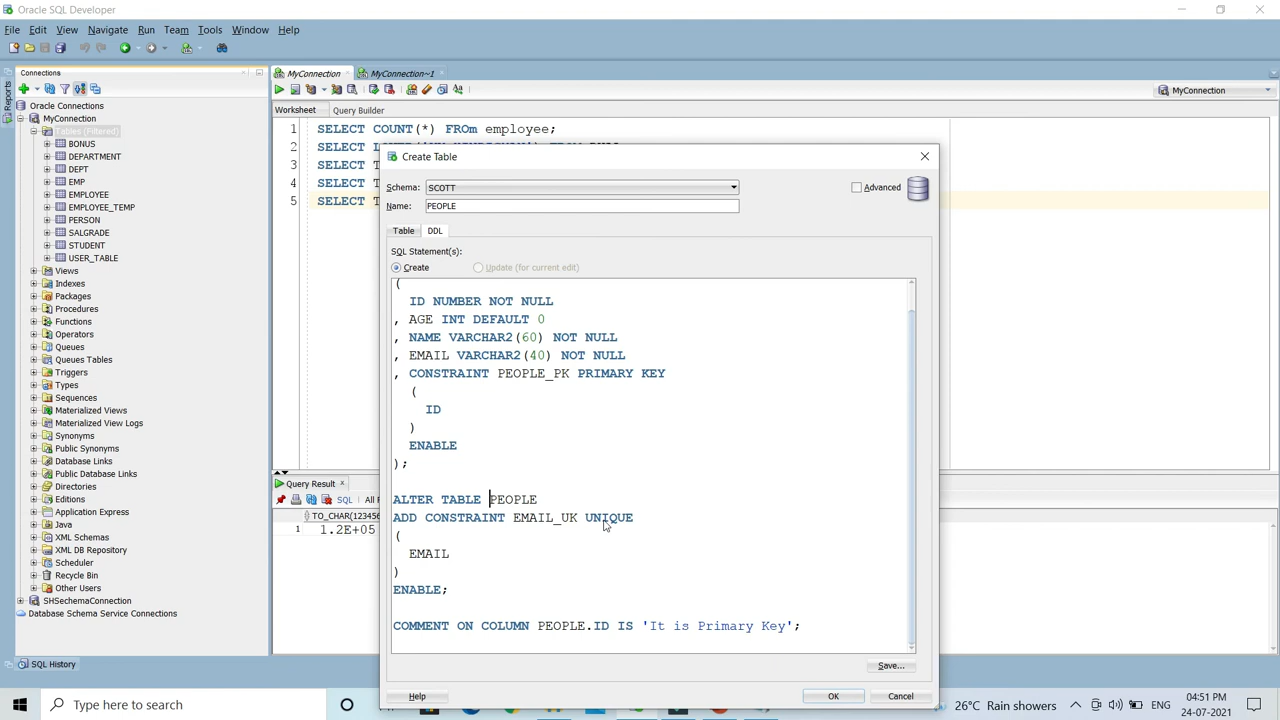 Oracle SQL Developer
File Edit View Navigate Run Team Tools Window Help
Connections
MyConnection
MyConnection~1
Reports
Worksheet Query Builder
MyConnection
Oracle Connections
MyConnection
Tables (Filtered)
BONUS
DEPARTMENT
DEPT
EMP
EMPLOYEE
EMPLOYEE_TEMP
PERSON
SALGRADE
STUDENT
USER_TABLE
Views
Indexes
Packages
Procedures
Functions
Operators
Queues
Queues Tables
Triggers
Types
Sequences
Materialized Views
Materialized View Logs
Synonyms
Public Synonyms
Database Links
Public Database Links
Directories
Editions
Java
XML Schemas
XML DB Repository
Scheduler
Recycle Bin
Other Users
SHSchemaConnection
Database Schema Service Connections
SQL History
1 SELECT COUNT(*) FROm employee;
2 SELECT
3 SELECT T
4 SELECT T
5 SELECT T
Query Result
SQL All
TO_CHAR(123456
1 1.2E+05
Create Table
Schema: SCOTT
Advanced
Name: PEOPLE
Table DDL
SQL Statement(s):
Create Update (for current edit)
(
ID NUMBER NOT NULL
, AGE INT DEFAULT 0
, NAME VARCHAR2(60) NOT NULL
, EMAIL VARCHAR2(40) NOT NULL
, CONSTRAINT PEOPLE_PK PRIMARY KEY
(
ID
)
ENABLE
);
ALTER TABLE PEOPLE
ADD CONSTRAINT EMAIL_UK UNIQUE
(
EMAIL
)
ENABLE;
COMMENT ON COLUMN PEOPLE.ID IS 'It is Primary Key';
Save...
Help OK Cancel
Type here to search
26°C Rain showers
ENG
04:51 PM
24-07-2021